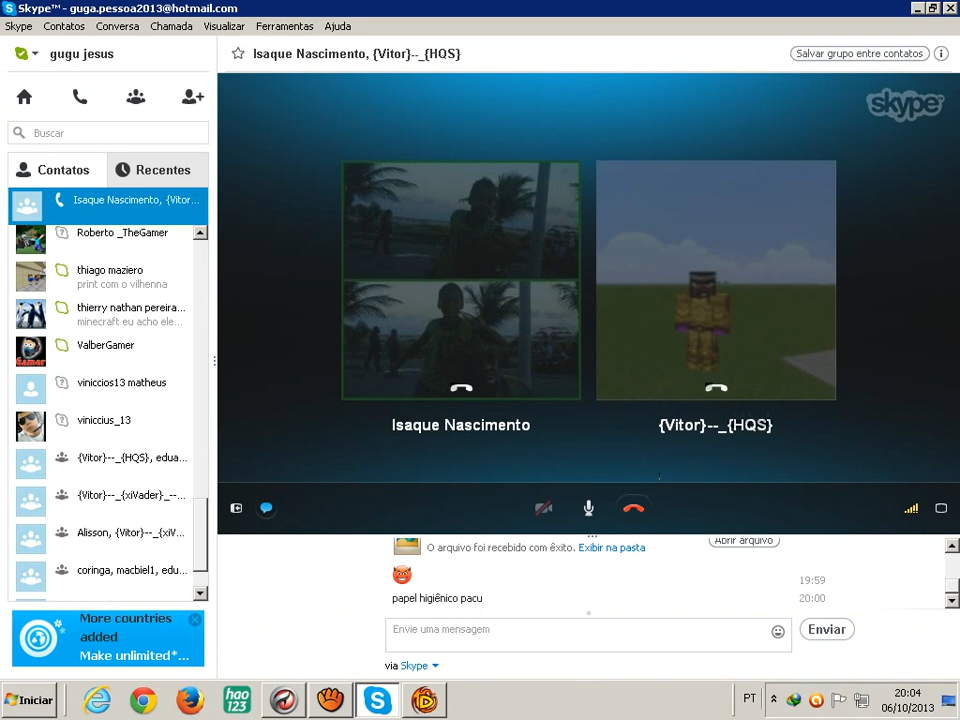 Skype™ - guga.pessoa2013@hotmail.com
Skype Contatos Conversa Chamada Visualizar Ferramentas Ajuda
gugu jesus
Buscar
Contatos
Recentes
Isaque Nascimento, {Vitor...
Roberto _TheGamer
thiago maziero
print com o vilhenna
thierry nathan pereira...
minecraft eu acho ele...
ValberGamer
viniccios13 matheus
viniccius_13
{Vitor}--_{HQS}, edua...
{Vitor}--_{xiVader}_--...
Alisson, {Vitor}--_{xiV...
coringa, macbiel1, edu...
More countries
added
Make unlimited*...
Isaque Nascimento, {Vitor}--_{HQS}
Salvar grupo entre contatos
skype
Isaque Nascimento
{Vitor}--_{HQS}
O arquivo foi recebido com êxito. Exibir na pasta
Abrir arquivo
19:59
papel higiênico pacu
20:00
Envie uma mensagem
Enviar
via Skype
Iniciar
hao
123
PT
20:04
06/10/2013